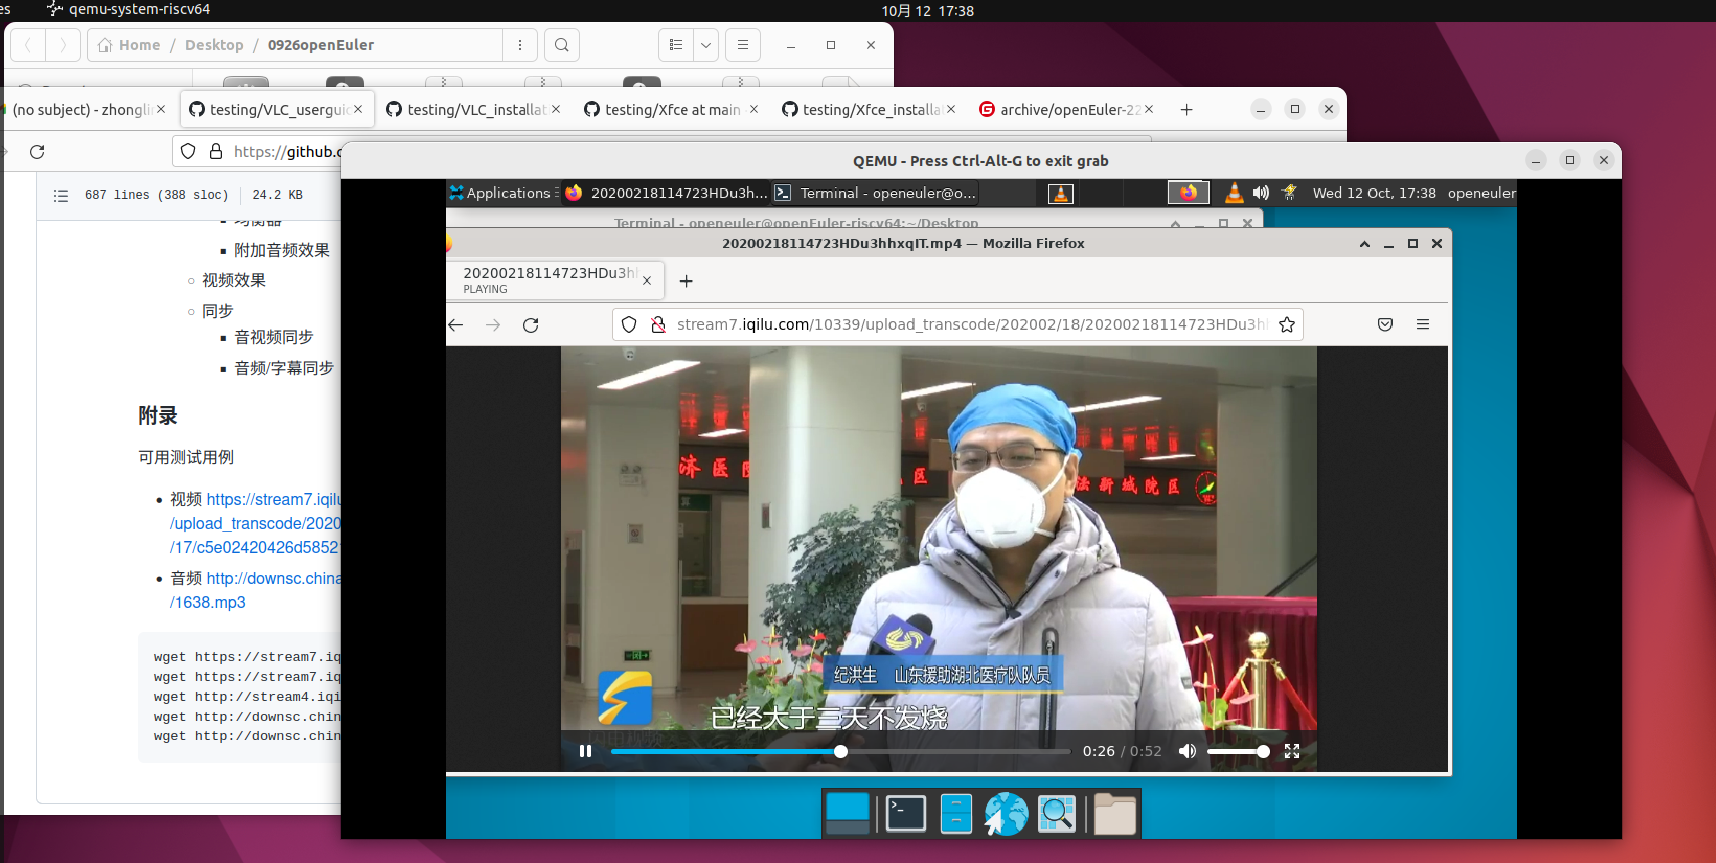 es
qemu-system-riscv64
10月 12 17:38
Home / Desktop / 0926openEuler
(no subject) - zhongli
testing/VLC_usergui
testing/VLC_installat
testing/Xfce at main
testing/Xfce_installa
archive/openEuler-22
https://github.c
687 lines (388 sloc)
24.2 KB
均衡器
附加音频效果
视频效果
同步
音视频同步
音频/字幕同步
附录
可用测试用例
视频 https://stream7.iqilu
/upload_transcode/2020
/17/c5e02420426d5852
音频 http://downsc.china
/1638.mp3
wget https://stream7.iq
wget https://stream7.iq
wget http://stream4.iqi
wget http://downsc.chin
wget http://downsc.chin
QEMU - Press Ctrl-Alt-G to exit grab
Applications
20200218114723HDu3h...
Terminal - openeuler@o...
Wed 12 Oct, 17:38
openeuler
Terminal - openeuler@openEuler-riscv64:~/Desktop
20200218114723HDu3hhxqIT.mp4 — Mozilla Firefox
20200218114723HDu3h
PLAYING
stream7.iqilu.com/10339/upload_transcode/202002/18/20200218114723HDu3hl
济医院
区
法新城院区
纪洪生 山东援助湖北医疗队队员
已经大于三天不发烧
0:26 / 0:52